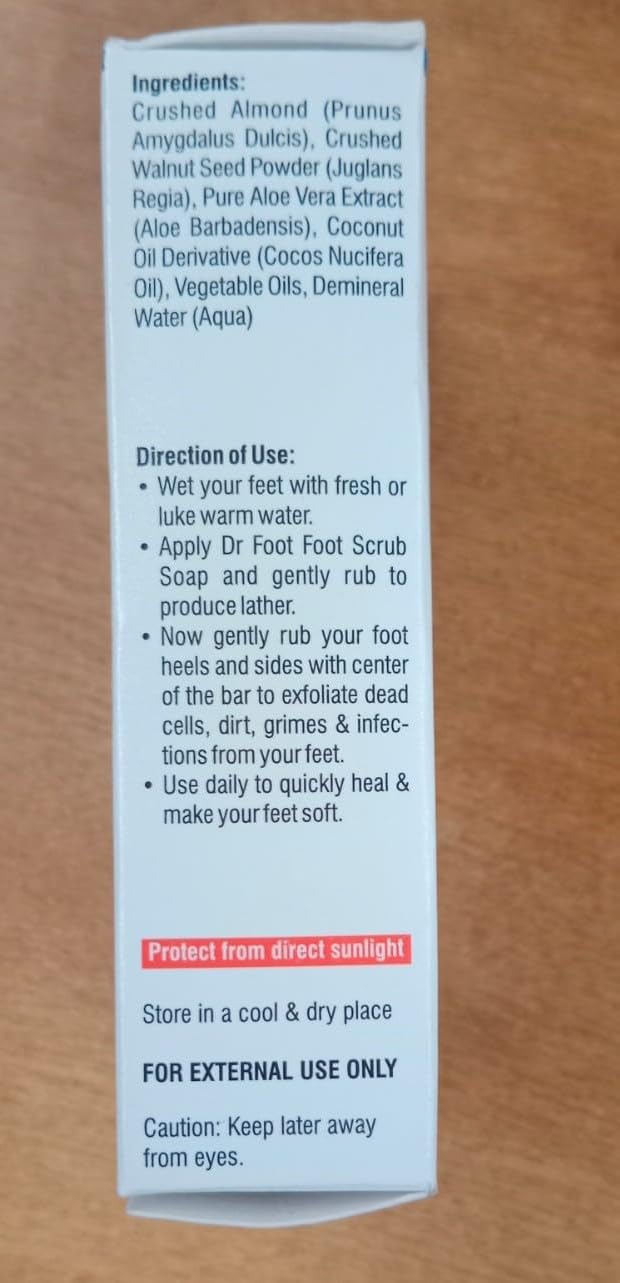 Ingredients:
Crushed Almond (Prunus
Amygdalus Dulcis), Crushed
Walnut Seed Powder (Juglans
Regia), Pure Aloe Vera Extract
(Aloe Barbadensis), Coconut
Oil Derivative (Cocos Nucifera
Oil), Vegetable Oils, Demineral
Water (Aqua)
Direction of Use:
• Wet your feet with fresh or
luke warm water.
• Apply Dr Foot Foot Scrub
Soap and gently rub to
produce lather.
• Now gently rub your foot
heels and sides with center
of the bar to exfoliate dead
cells, dirt, grimes & infec-
tions from your feet.
• Use daily to quickly heal &
make your feet soft.
Protect from direct sunlight
Store in a cool & dry place
FOR EXTERNAL USE ONLY
Caution: Keep later away
from eyes.